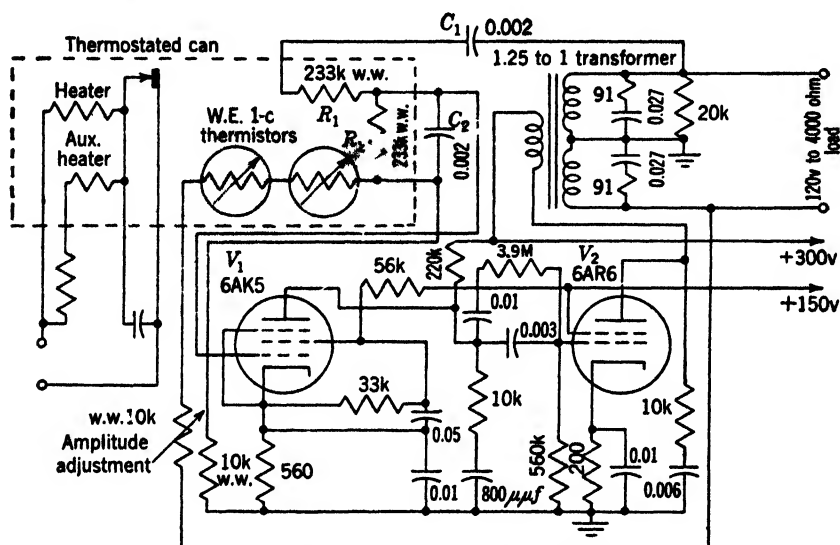 C₁ 0.002
Thermostated can
1.25 to 1 transformer
233k w.w.
Heater
R₁
C₂
91
0.027
20k
W.E. 1-c
thermistors
R₂
233k w.w.
0.002
Aux.
heater
0.027
91
120v to 4000 ohm
load
V₁
6AK5
220k
3.9M
V₂
6AR6
+300v
56k
+150v
0.01
0.003
33k
10k
10k
w.w. 10k
Amplitude
adjustment
0.05
10k
w.w.
560
0.01
800 μμf
560k
200
0.01
0.006